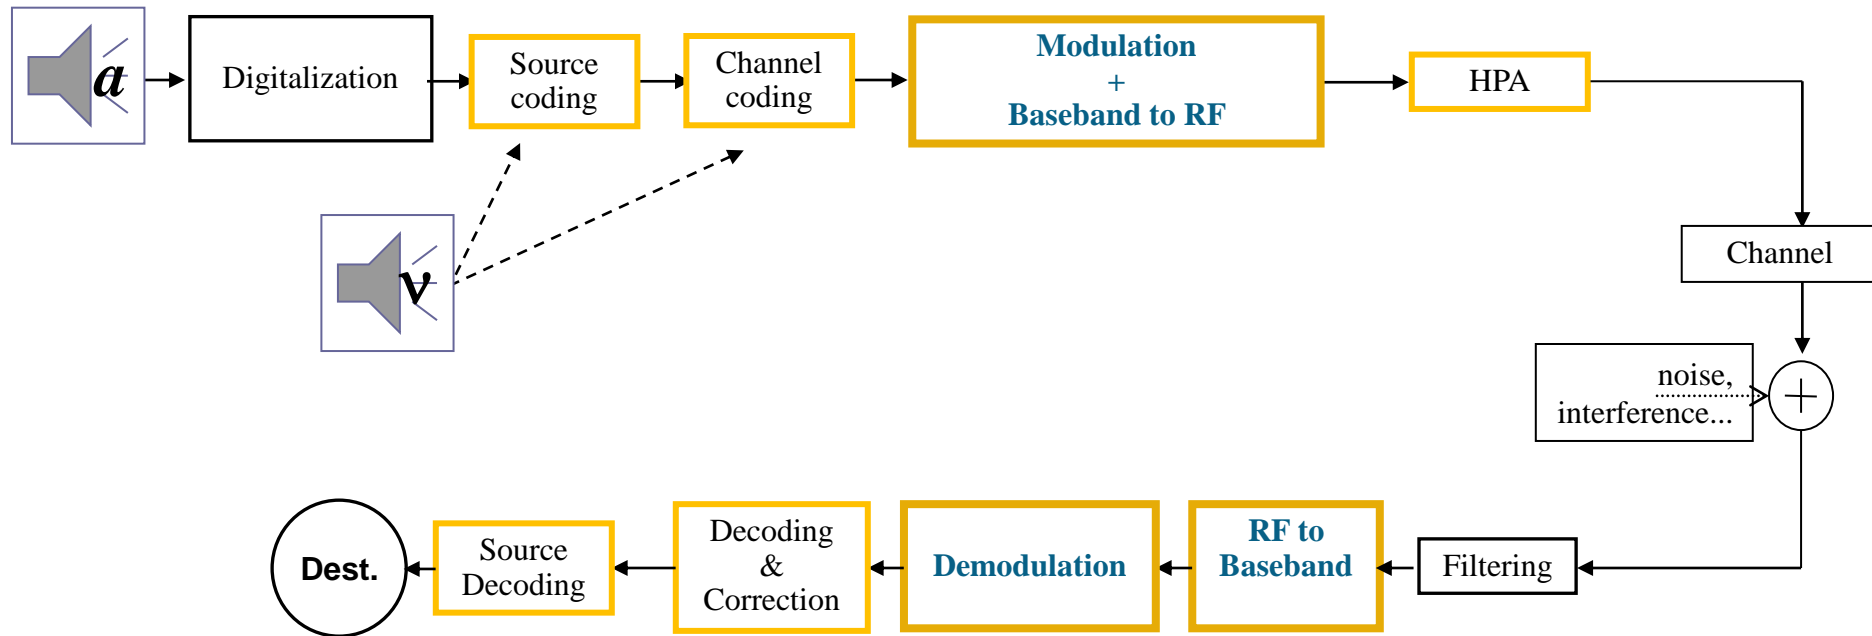 a
Digitalization
Source
coding
Channel
coding
Modulation
+
Baseband to RF
HPA
v
Channel
noise,
interference...
Filtering
RF to
Baseband
Demodulation
Decoding
&
Correction
Source
Decoding
Dest.